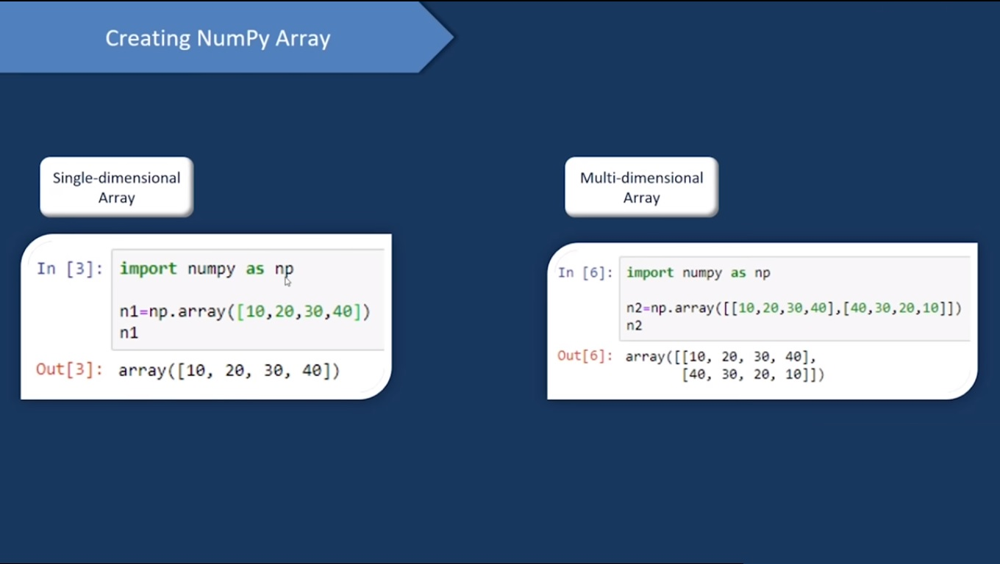 Creating NumPy Array
Single-dimensional
Array
In [3]: import numpy as np
n1=np.array([10,20,30,40])
n1
Out[3]: array([10, 20, 30, 40])
Multi-dimensional
Array
In [6]: import numpy as np
n2=np.array([[10,20,30,40],[40,30,20,10]])
n2
Out[6]: array([[10, 20, 30, 40],
[40, 30, 20, 10]])